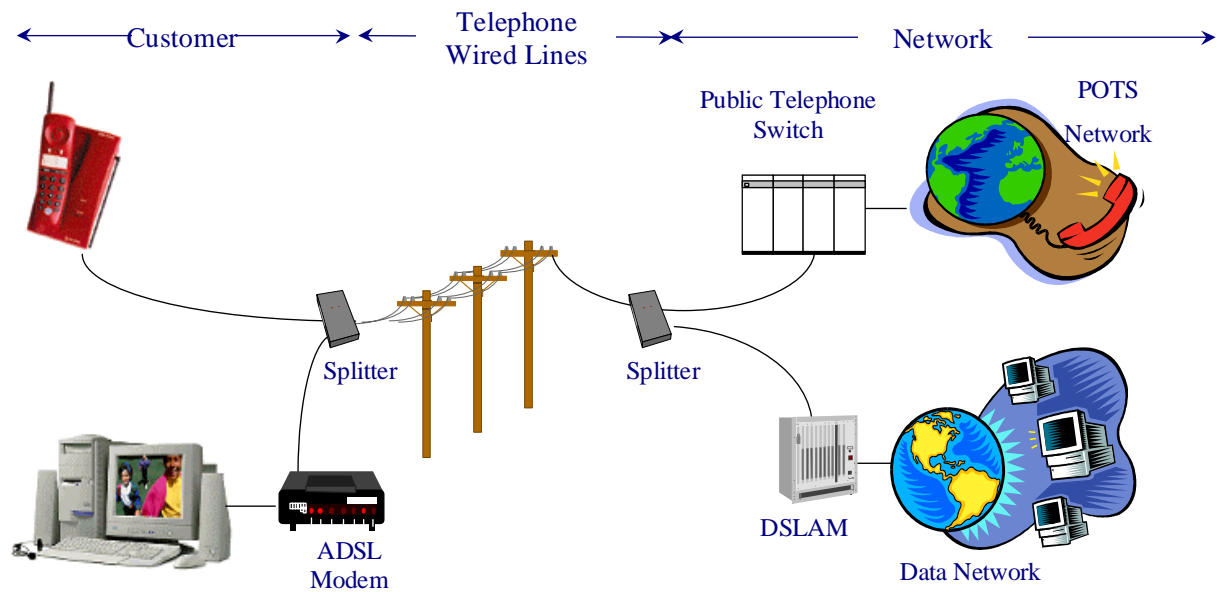 Customer
Telephone
Wired Lines
Network
Public Telephone
Switch
POTS
Network
Splitter
Splitter
ADSL
Modem
DSLAM
Data Network